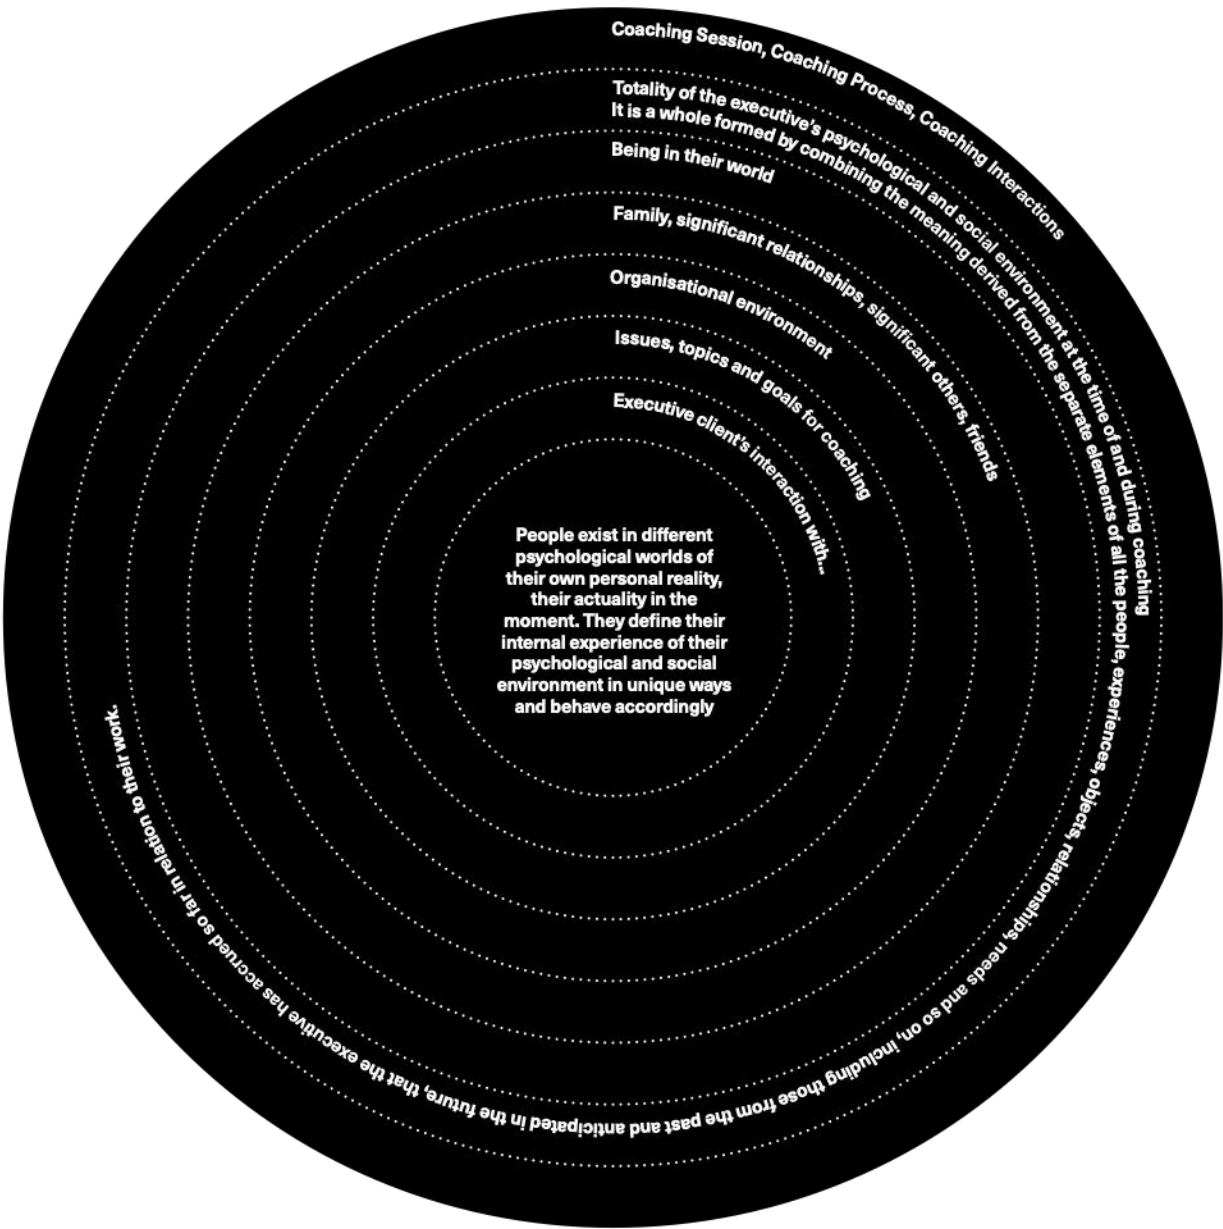 Coaching Session, Coaching Process, Coaching Interactions
Totality of the executive's psychological and social environment at the time of and during coaching
It is a whole formed by combining the meaning derived from the separate elements of all the people, experiences, objects, relationships, needs and so on, including those from the past and anticipated in the future, that the executive has accrued so far in relation to their work.
Being in their world
Family, significant relationships, significant others, friends
Organisational environment
Issues, topics and goals for coaching
Executive client's interaction with...
People exist in different
psychological worlds of
their own personal reality,
their actuality in the
moment. They define their
internal experience of their
psychological and social
environment in unique ways
and behave accordingly